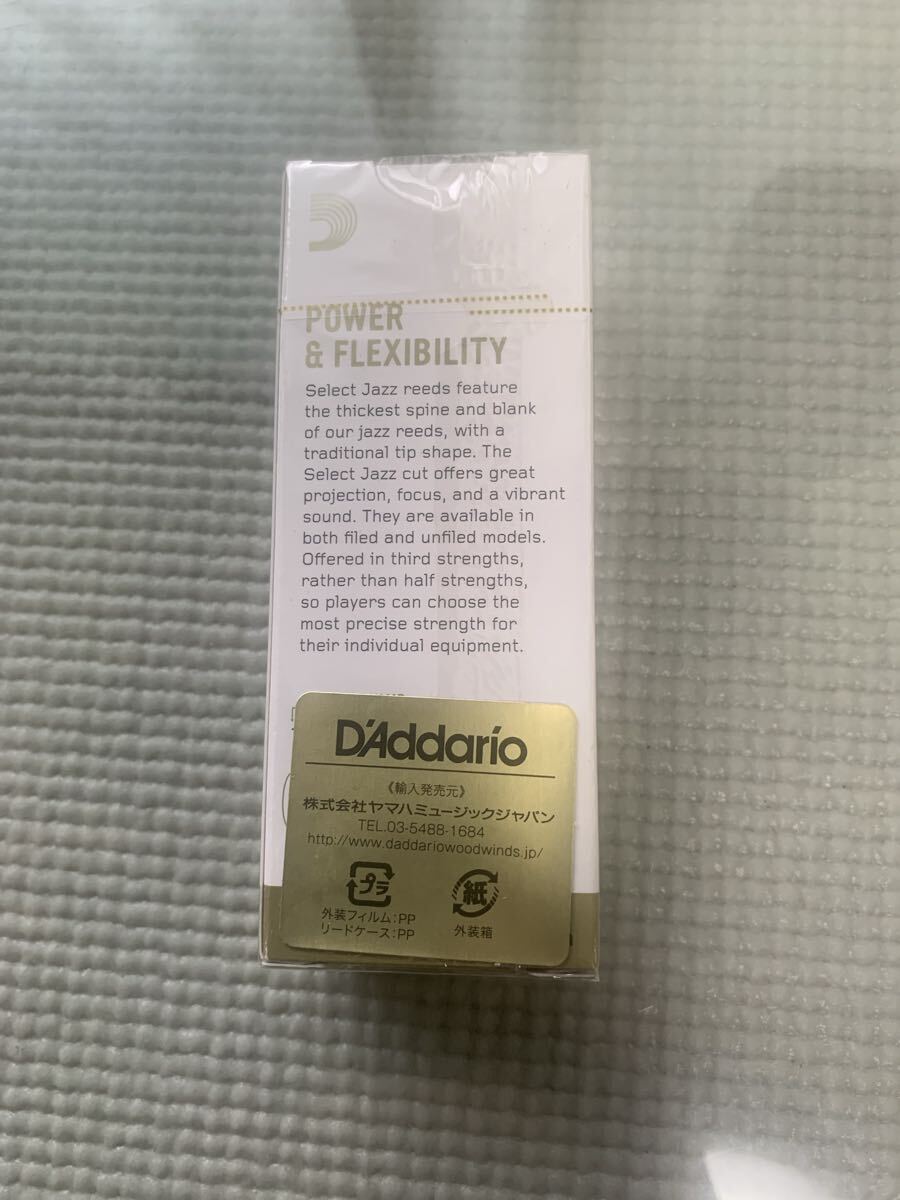 POWER
& FLEXIBILITY
Select Jazz reeds feature
the thickest spine and blank
of our jazz reeds, with a
traditional tip shape. The
Select Jazz cut offers great
projection, focus, and a vibrant
sound. They are available in
both filed and unfiled models.
Offered in third strengths,
rather than half strengths,
so players can choose the
most precise strength for
their individual equipment.
D'Addario
《輸入発売元》
株式会社ヤマハミュージックジャパン
TEL.03-5488-1684
http://www.daddariowoodwinds.jp/
プラ
紙
外装フィルム:PP
リードケース:PP
外装箱